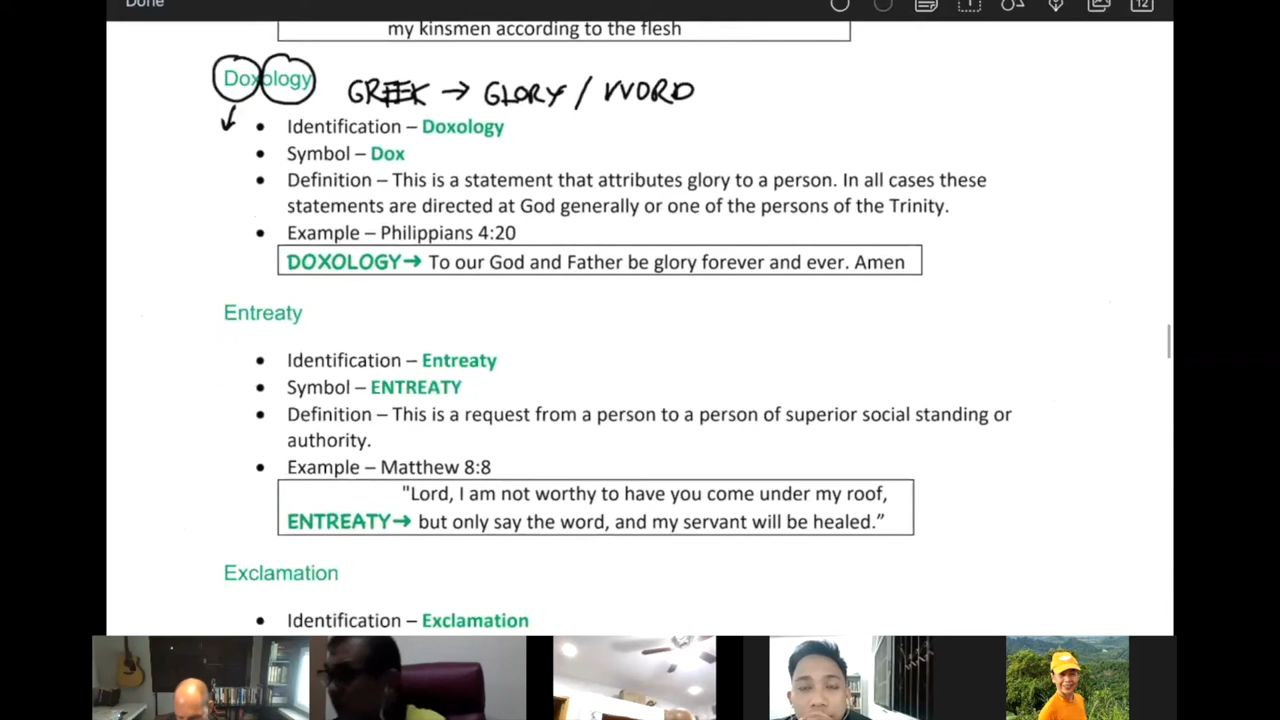 Done
12
my kinsmen according to the flesh
Doxology GREEK → GLORY / WORD
• Identification – Doxology
• Symbol – Dox
• Definition – This is a statement that attributes glory to a person. In all cases these
statements are directed at God generally or one of the persons of the Trinity.
• Example – Philippians 4:20
DOXOLOGY→ To our God and Father be glory forever and ever. Amen
Entreaty
• Identification – Entreaty
• Symbol – ENTREATY
• Definition – This is a request from a person to a person of superior social standing or
authority.
• Example – Matthew 8:8
"Lord, I am not worthy to have you come under my roof,
ENTREATY→ but only say the word, and my servant will be healed.”
Exclamation
• Identification – Exclamation